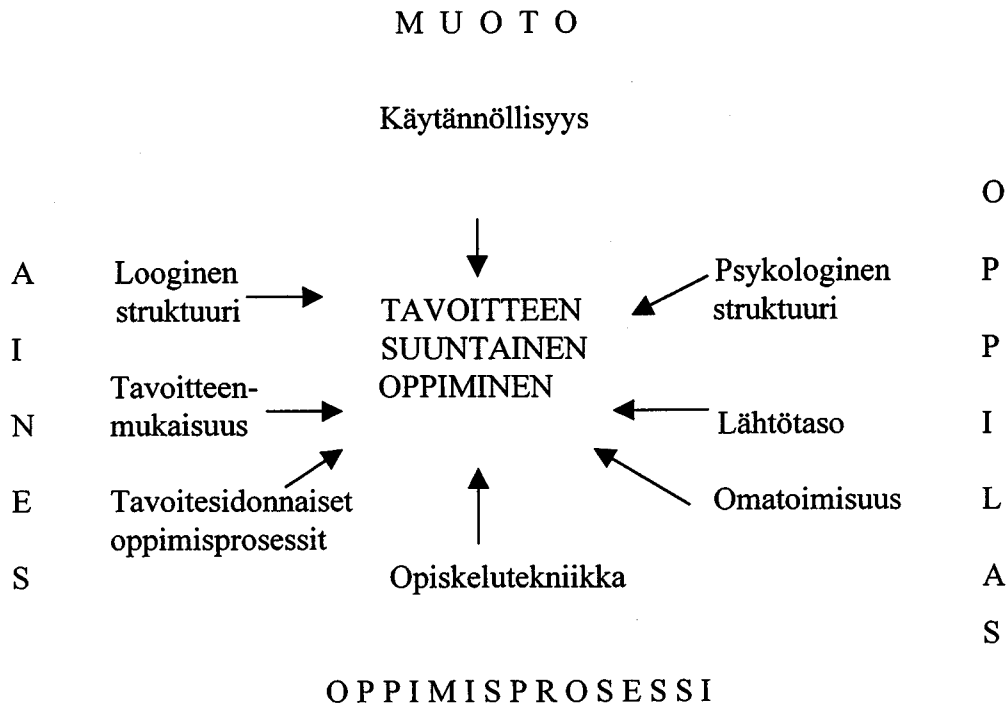 M U O T O
Käytännöllisyys
A I N E S
Looginen
struktuuri
Tavoitteen-
mukaisuus
Tavoitesidonnaiset
oppimisprosessit
TAVOITTEEN
SUUNTAINEN
OPPIMINEN
Opiskelutekniikka
Psykologinen
struktuuri
Lähtötaso
Omatoimisuus
O P P P I L A S
O P P I M I S P R O S E S S I